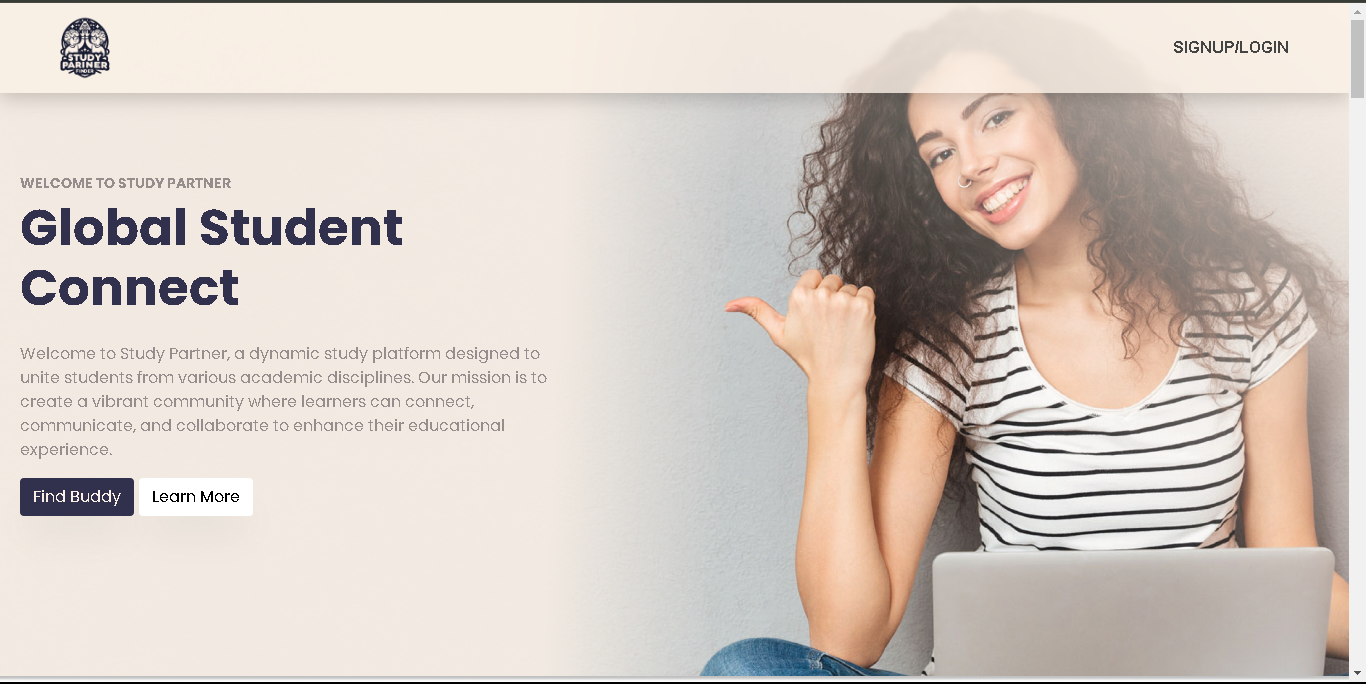 STUDY
PARINER
FINDER
SIGNUP/LOGIN
WELCOME TO STUDY PARTNER
Global Student
Connect
Welcome to Study Partner, a dynamic study platform designed to
unite students from various academic disciplines. Our mission is to
create a vibrant community where learners can connect,
communicate, and collaborate to enhance their educational
experience.
Find Buddy
Learn More